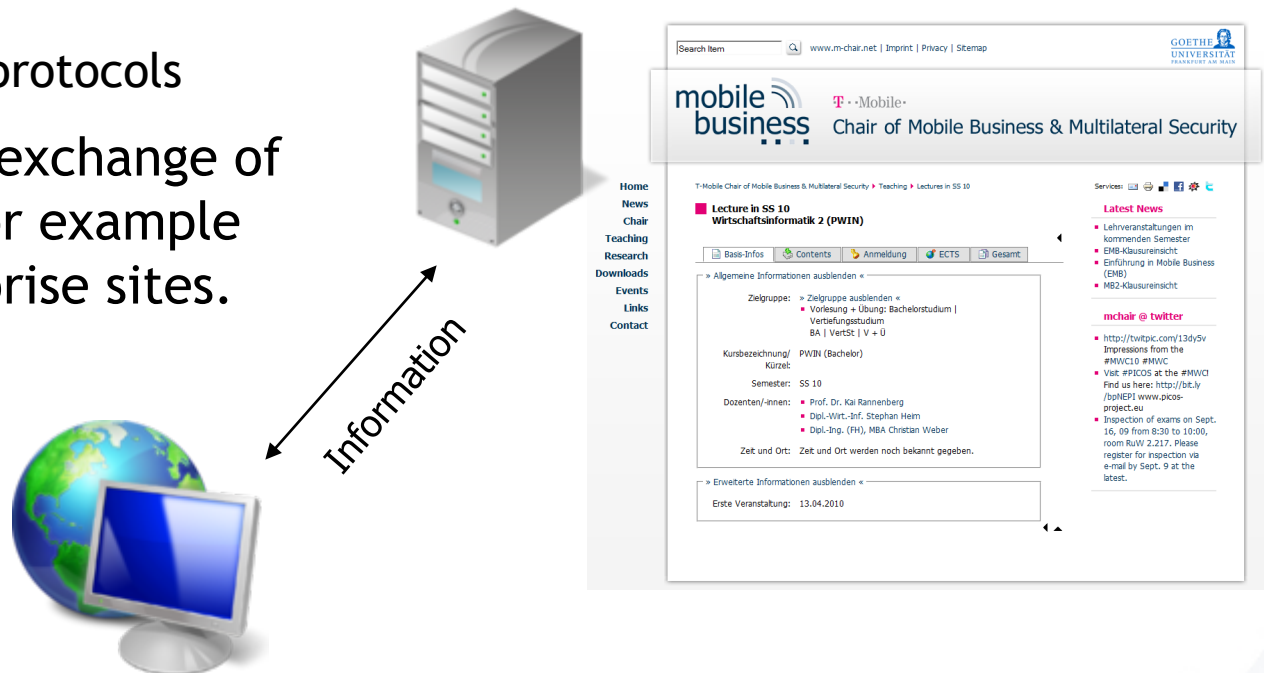 protocols
exchange of
or example
prise sites.
Information
Search Item
www.m-chair.net | Imprint | Privacy | Sitemap
GOETHE
UNIVERSITÄT
FRANKFURT AM MAIN
mobile
business
T··Mobile·
Chair of Mobile Business & Multilateral Security
Home
News
Chair
Teaching
Research
Downloads
Events
Links
Contact
T-Mobile Chair of Mobile Business & Multilateral Security Teaching Lectures in SS 10
Lecture in SS 10
Wirtschaftsinformatik 2 (PWIN)
Basis-Infos Contents Anmeldung ECTS Gesamt
» Allgemeine Informationen ausblenden «
Zielgruppe: » Zielgruppe ausblenden «
Vorlesung + Übung: Bachelorstudium |
Vertiefungsstudium
BA | VertSt | V + Ü
Kursbezeichnung/ PWIN (Bachelor)
Kürzel:
Semester: SS 10
Dozenten/-innen: Prof. Dr. Kai Rannenberg
Dipl.-Wirt.-Inf. Stephan Heim
Dipl.-Ing. (FH), MBA Christian Weber
Zeit und Ort: Zeit und Ort werden noch bekannt gegeben.
» Erweiterte Informationen ausblenden «
Erste Veranstaltung: 13.04.2010
Services:
Latest News
Lehrveranstaltungen im
kommenden Semester
EMB-Klausureinsicht
Einführung in Mobile Business
(EMB)
MB2-Klausureinsicht
mchair @ twitter
http://twitpic.com/13dy5v
Impressions from the
#MWC10 #MWC
Visit #PICOS at the #MWC!
Find us here: http://bit.ly
/bpNEPI www.picos-
project.eu
Inspection of exams on Sept.
16, 09 from 8:30 to 10:00,
room RuW 2.217. Please
register for inspection via
e-mail by Sept. 9 at the
latest.